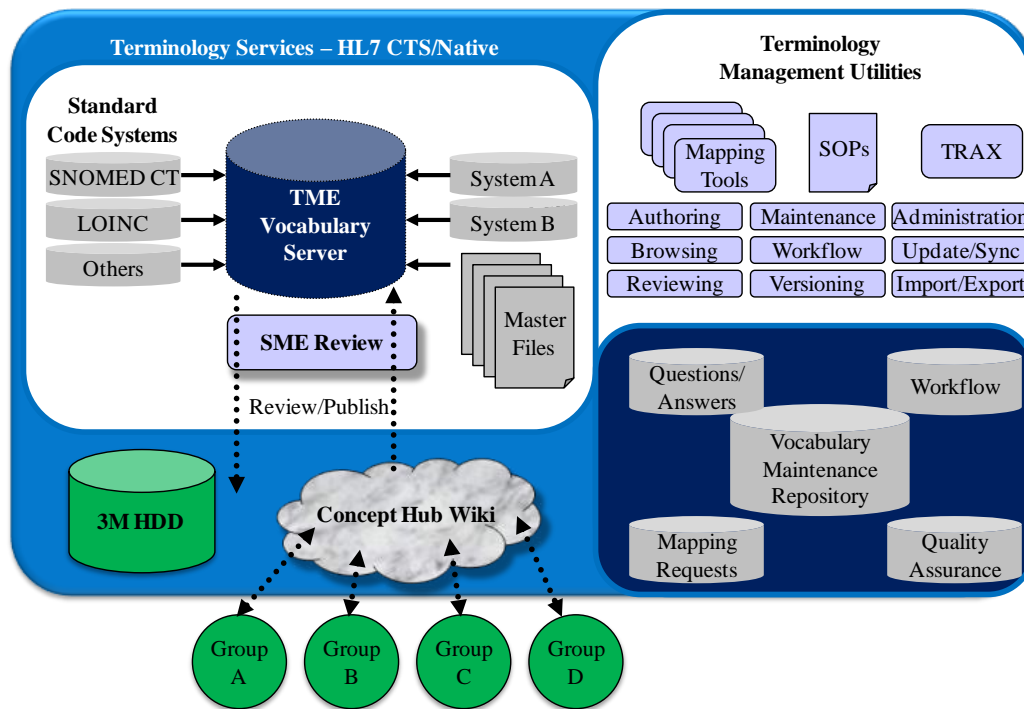 Terminology Services – HL7 CTS/Native
Standard
Code Systems
SNOMED CT
LOINC
Others
TME
Vocabulary
Server
System A
System B
Master
Files
SME Review
Review/Publish
3M HDD
Concept Hub Wiki
Group
A
Group
B
Group
C
Group
D
Terminology
Management Utilities
Mapping
Tools
SOPs
TRAX
Authoring
Maintenance
Administration
Browsing
Workflow
Update/Sync
Reviewing
Versioning
Import/Export
Questions/
Answers
Workflow
Vocabulary
Maintenance
Repository
Mapping
Requests
Quality
Assurance